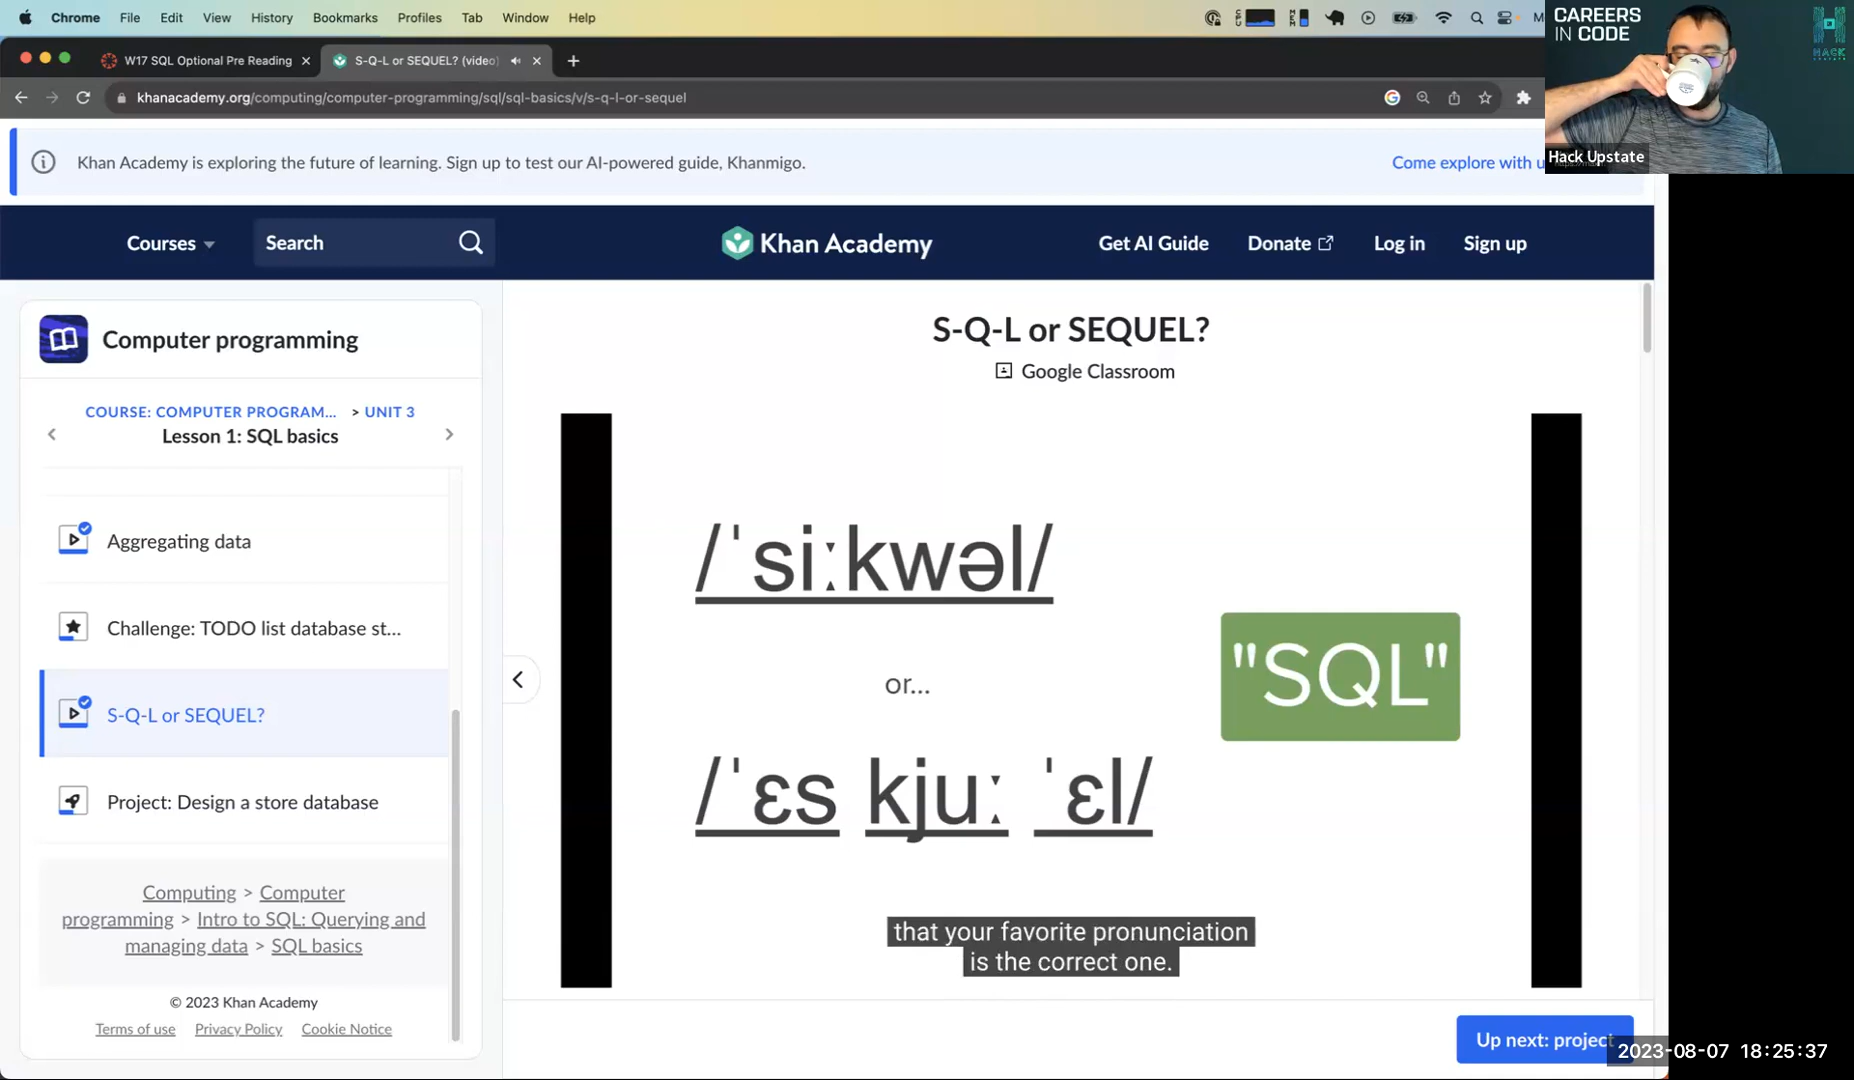 Chrome File Edit View History Bookmarks Profiles Tab Window Help
CAREERS
IN CODE
HACK
Hack Upstate
W17 SQL Optional Pre Reading
S-Q-L or SEQUEL? (video)
khanacademy.org/computing/computer-programming/sql/sql-basics/v/s-q-l-or-sequel
Khan Academy is exploring the future of learning. Sign up to test our AI-powered guide, Khanmigo.
Come explore with u
Courses
Search
Khan Academy
Get AI Guide
Donate
Log in
Sign up
Computer programming
COURSE: COMPUTER PROGRAM... > UNIT 3
Lesson 1: SQL basics
Aggregating data
Challenge: TODO list database st...
S-Q-L or SEQUEL?
Project: Design a store database
Computing > Computer
programming > Intro to SQL: Querying and
managing data > SQL basics
© 2023 Khan Academy
Terms of use Privacy Policy Cookie Notice
S-Q-L or SEQUEL?
Google Classroom
/ˈsiːkwəl/
or...
/ˈɛs kjuː ˈɛl/
"SQL"
that your favorite pronunciation
is the correct one.
Up next: project
2023-08-07 18:25:37